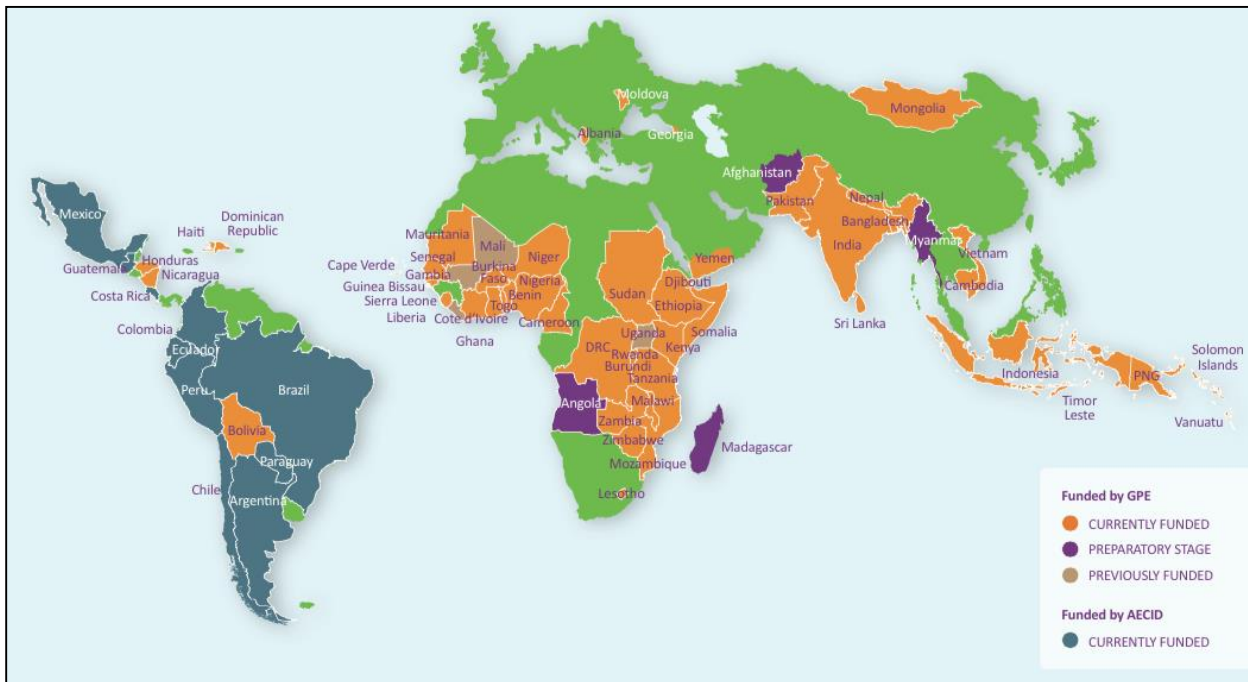 Moldova
Mongolia
Albania
Georgia
Afghanistan
Pakistan
Nepal
Bangladesh
India
Myanmar
Vietnam
Cambodia
Sri Lanka
Mexico
Haiti
Dominican
Republic
Guatemala
Honduras
Nicaragua
Costa Rica
Colombia
Ecuador
Peru
Brazil
Bolivia
Paraguay
Chile
Argentina
Mauritania
Mali
Niger
Senegal
Cape Verde
Gambia
Burkina
Faso
Guinea Bissau
Nigeria
Benin
Sierra Leone
Togo
Liberia
Cote d'Ivoire
Cameroon
Ghana
Sudan
Yemen
Djibouti
Ethiopia
Somalia
Uganda
DRC
Kenya
Rwanda
Burundi
Tanzania
Angola
Malawi
Zambia
Zimbabwe
Mozambique
Madagascar
Lesotho
Indonesia
PNG
Solomon
Islands
Timor
Leste
Vanuatu
Funded by GPE
CURRENTLY FUNDED
PREPARATORY STAGE
PREVIOUSLY FUNDED
Funded by AECID
CURRENTLY FUNDED